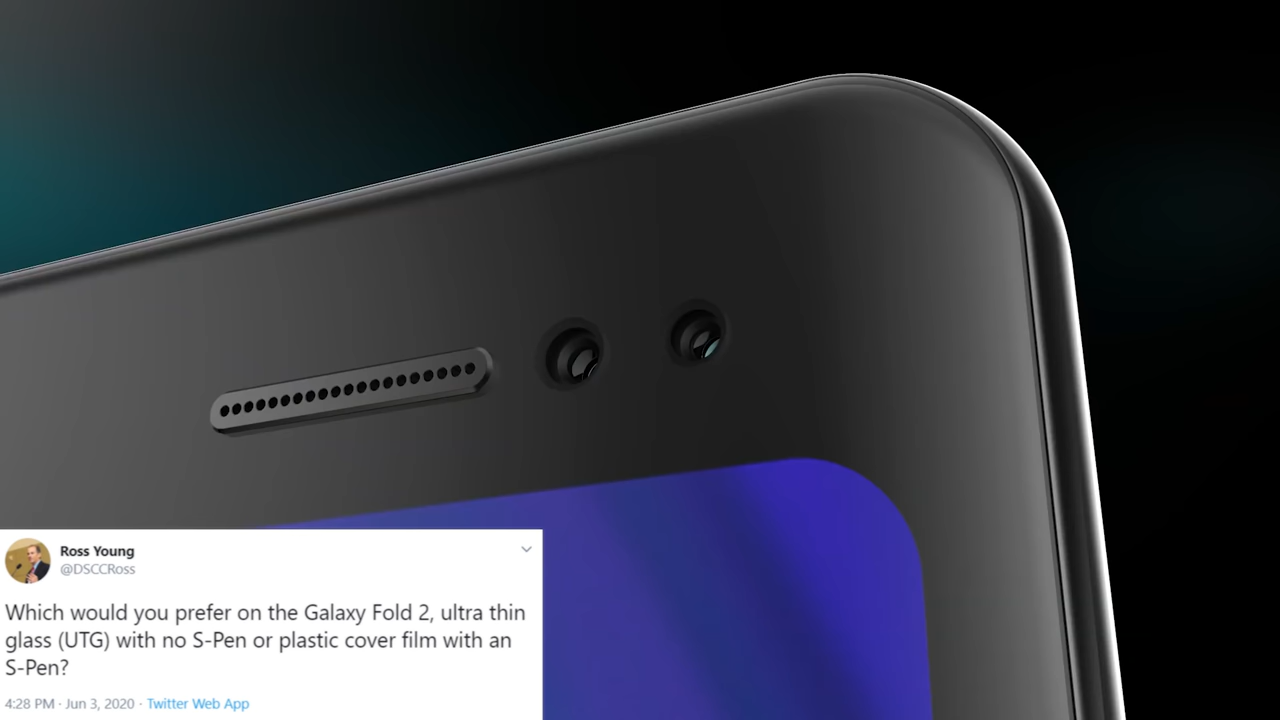 Ross Young
@DSCCRoss
Which would you prefer on the Galaxy Fold 2, ultra thin
glass (UTG) with no S-Pen or plastic cover film with an
S-Pen?
4:28 PM · Jun 3, 2020 · Twitter Web App